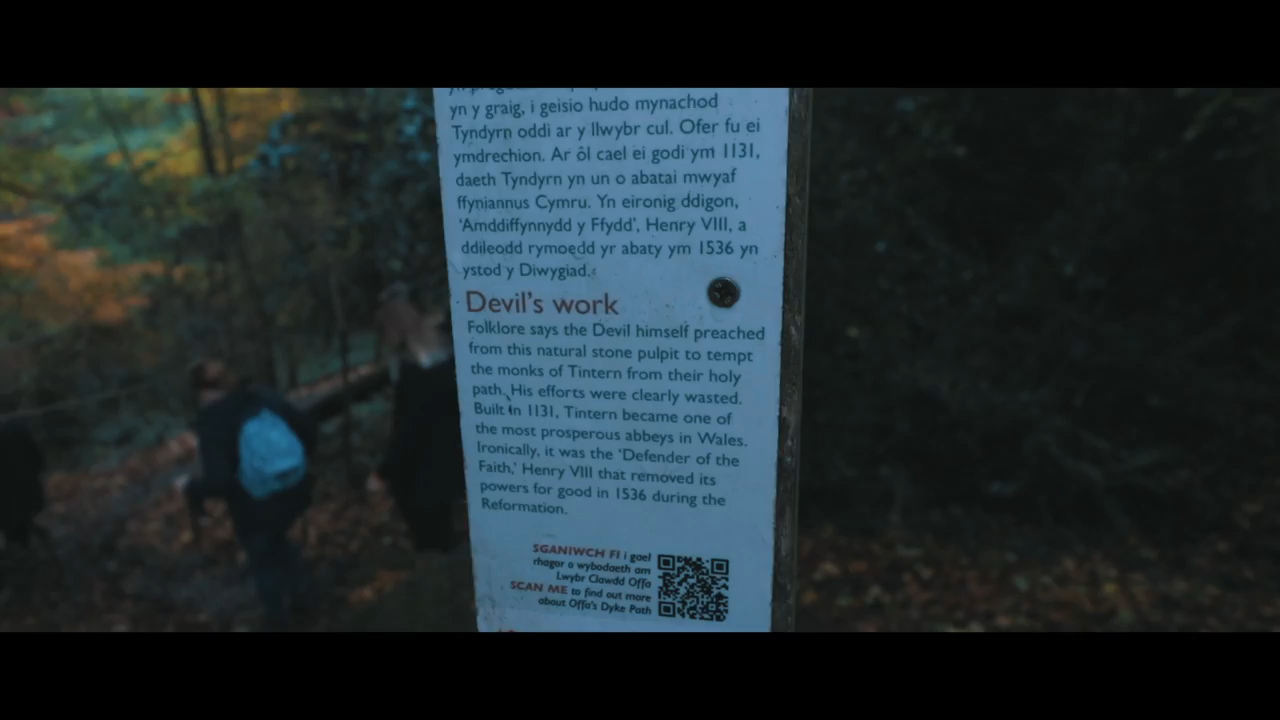 yn y graig, i geisio hudo mynachod
Tyndyrn oddi ar y llwybr cul. Ofer fu ei
ymdrechion. Ar ôl cael ei godi ym 1131,
daeth Tyndyrn yn un o abatai mwyaf
ffyniannus Cymru. Yn eironig ddigon,
'Amddiffynnydd y Ffydd', Henry VIII, a
ddileodd rymoedd yr abaty ym 1536 yn
ystod y Diwygiad.
Devil's work
Folklore says the Devil himself preached
from this natural stone pulpit to tempt
the monks of Tintern from their holy
path. His efforts were clearly wasted.
Built in 1131, Tintern became one of
the most prosperous abbeys in Wales.
Ironically, it was the 'Defender of the
Faith,' Henry VIII that removed its
powers for good in 1536 during the
Reformation.
SGANIWCH FI i gael
rhagor o wybodaeth am
Lwybr Clawdd Offa
SCAN ME to find out more
about Offa's Dyke Path